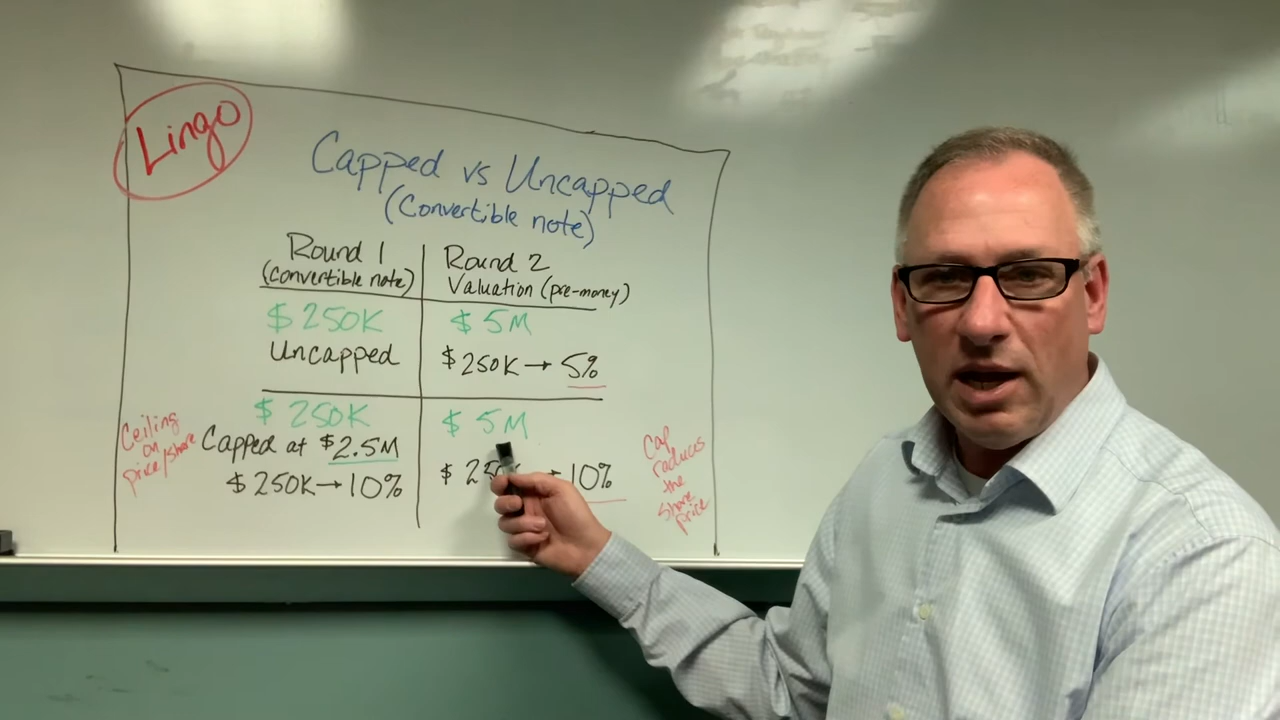 Lingo
Capped vs Uncapped
(Convertible note)
Round 1
(Convertible note)
Round 2
Valuation (pre-money)
$ 250K
Uncapped
$ 5M
$250K → 5%
$ 250K
Capped at $2.5M
$250K → 10%
$ 5M
$ 250K → 10%
Ceiling
on
price/share
Cap
reduces
the
share
price